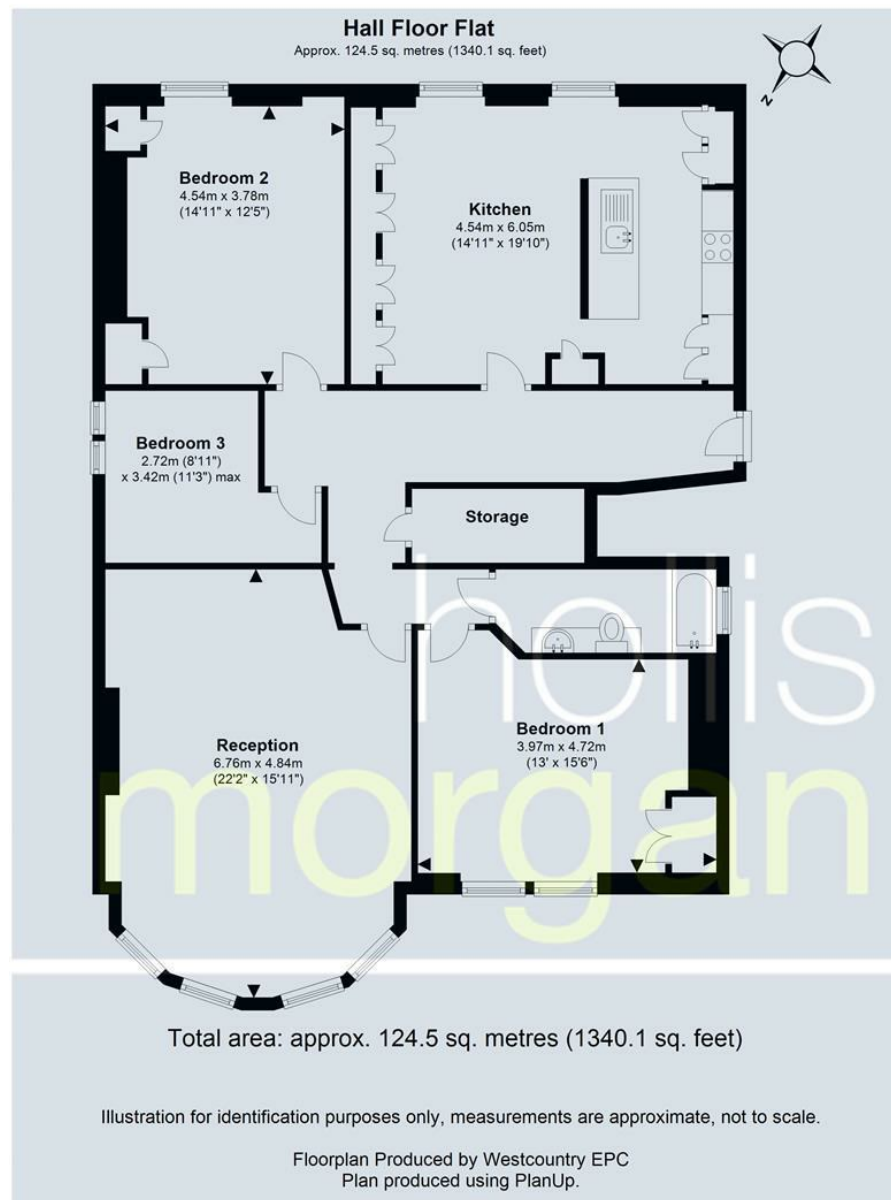 Hall Floor Flat
Approx. 124.5 sq. metres (1340.1 sq. feet)
N
Bedroom 2
4.54m x 3.78m
(14'11" x 12'5")
Kitchen
4.54m x 6.05m
(14'11" x 19'10")
Bedroom 3
2.72m (8'11")
x 3.42m (11'3") max
Storage
Reception
6.76m x 4.84m
(22'2" x 15'11")
Bedroom 1
3.97m x 4.72m
(13' x 15'6")
hollis
morgan
Total area: approx. 124.5 sq. metres (1340.1 sq. feet)
Illustration for identification purposes only, measurements are approximate, not to scale.
Floorplan Produced by Westcountry EPC
Plan produced using PlanUp.